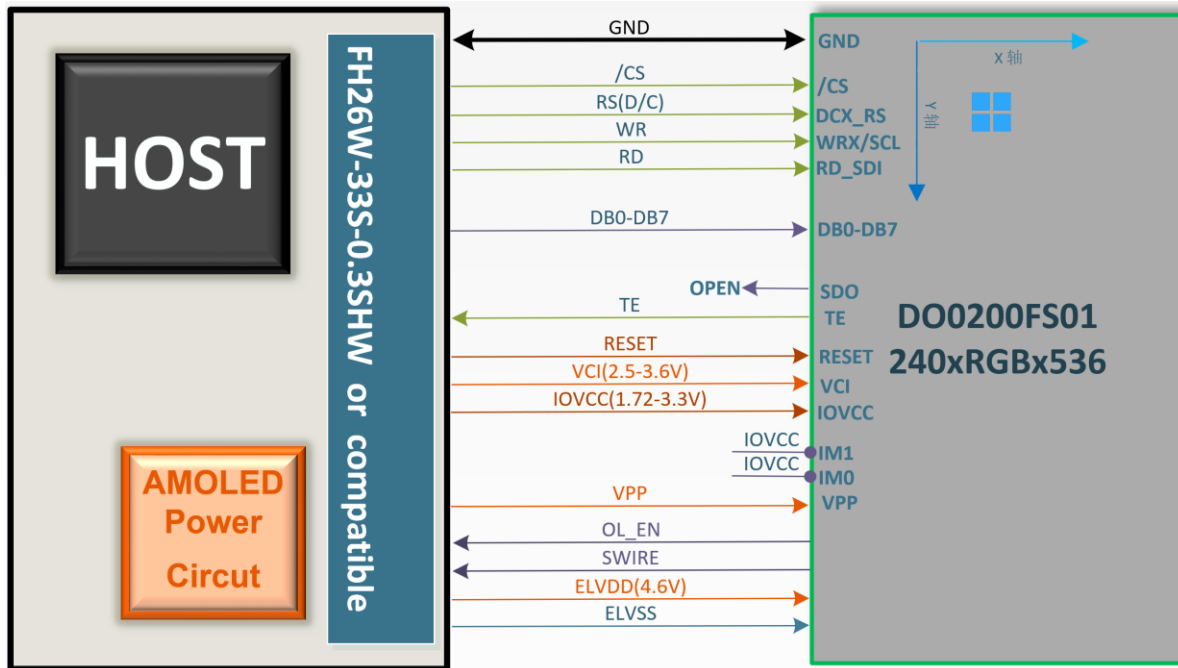 HOST
AMOLED
Power
Circut
FH26W-33S-0.3SHW or compatible
GND
/CS
RS(D/C)
WR
RD
DB0-DB7
OPEN
TE
RESET
VCI(2.5-3.6V)
IOVCC(1.72-3.3V)
IOVCC
IOVCC
VPP
OL_EN
SWIRE
ELVDD(4.6V)
ELVSS
GND
/CS
DCX_RS
WRX/SCL
RD_SDI
DB0-DB7
SDO
TE
RESET
VCI
IOVCC
IM1
IM0
VPP
X 轴
Y 轴
DO0200FS01
240xRGBx536